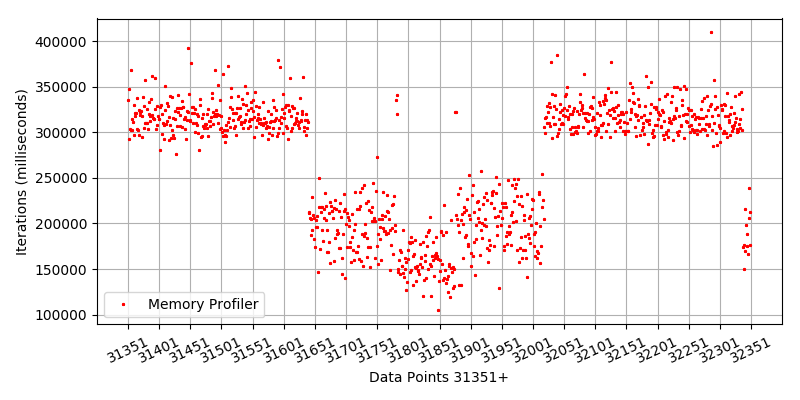 400000
350000
300000
250000
200000
150000
100000
Iterations (milliseconds)
Memory Profiler
31351 31401 31451 31501 31551 31601 31651 31701 31751 31801 31851 31901 31951 32001 32051 32101 32151 32201 32251 32301 32351
Data Points 31351+